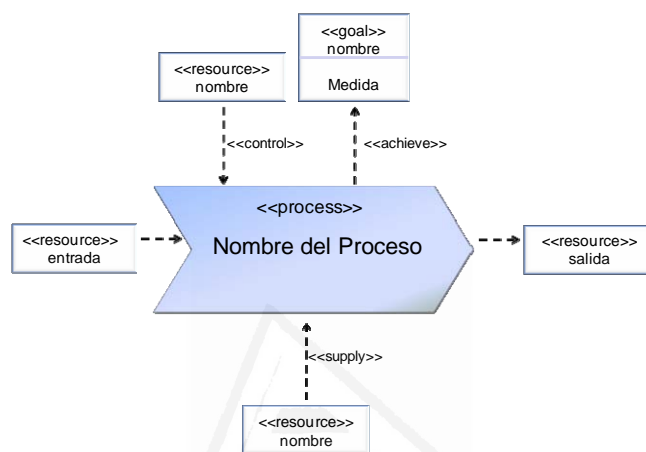 <<goal>>
nombre
Medida
<<resource>>
nombre
<<control>>
<<achieve>>
<<process>>
Nombre del Proceso
<<resource>>
entrada
<<resource>>
salida
<<supply>>
<<resource>>
nombre